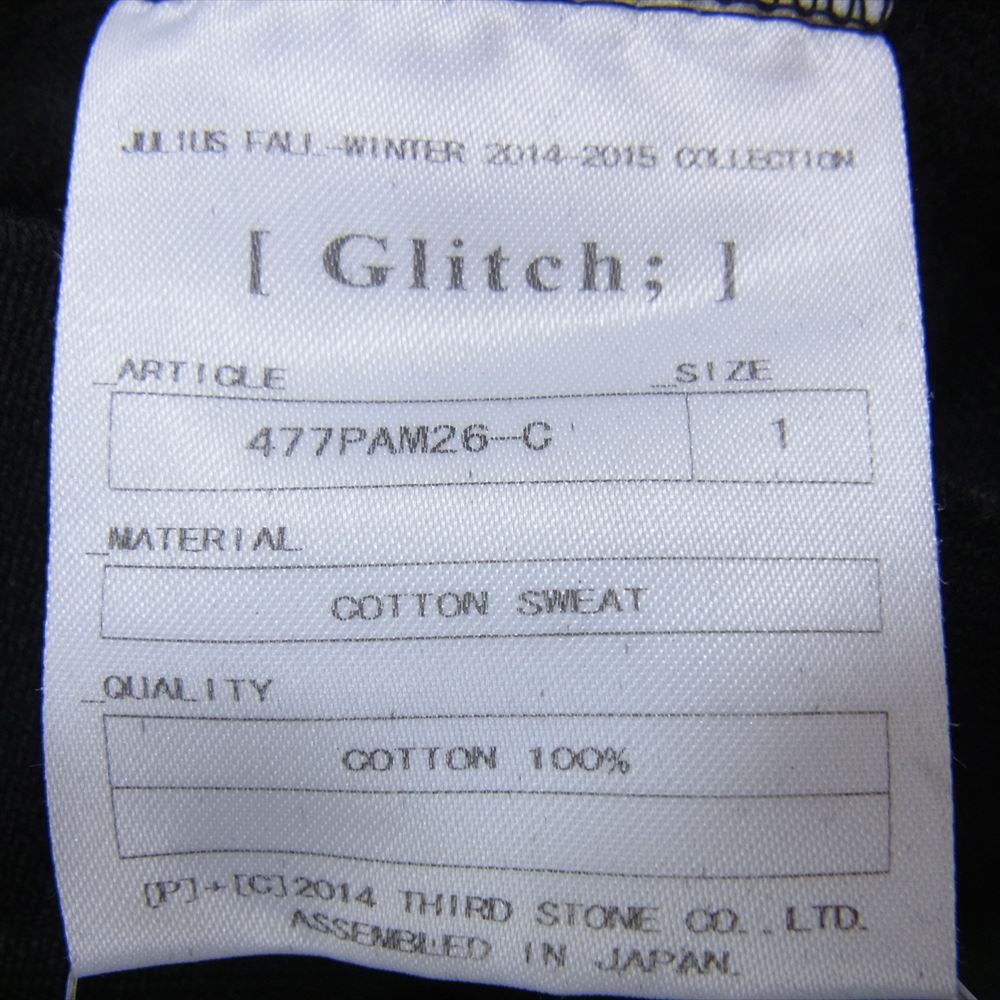 JULIUS FALL-WINTER 2014-2015 COLLECTION
[ Glitch; ]
_ARTICLE _SIZE
477PAM26-C 1
_MATERIAL
COTTON SWEAT
_QUALITY
COTTON 100%
[P]+[C]2014 THIRD STONE CO.,LTD.
ASSEMBLED IN JAPAN.